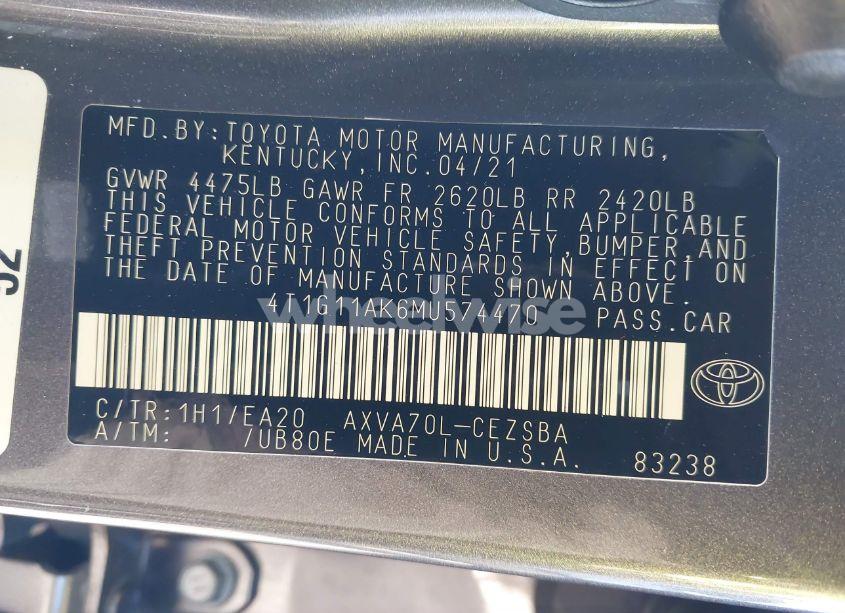 MFD.BY:TOYOTA MOTOR MANUFACTURING,
KENTUCKY,INC.04/21
GVWR 4475LB GAWR FR 2620LB RR 2420LB
THIS VEHICLE CONFORMS TO ALL APPLICABLE
FEDERAL MOTOR VEHICLE SAFETY,BUMPER,AND
THEFT PREVENTION STANDARDS IN EFFECT ON
THE DATE OF MANUFACTURE SHOWN ABOVE.
PASS.CAR
wheelwise
C/TR:1H1/EA20 AXVA70L-CEZSBA
A/TM: /UB80E MADE IN U.S.A. 83238